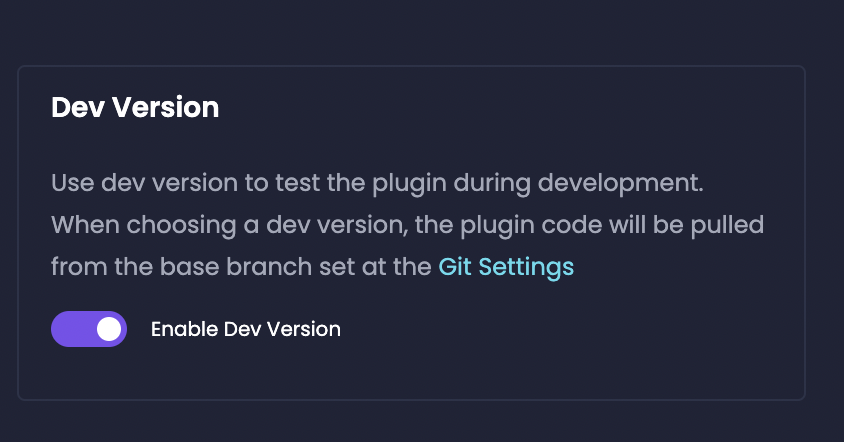 Dev Version
Use dev version to test the plugin during development.
When choosing a dev version, the plugin code will be pulled
from the base branch set at the Git Settings
Enable Dev Version